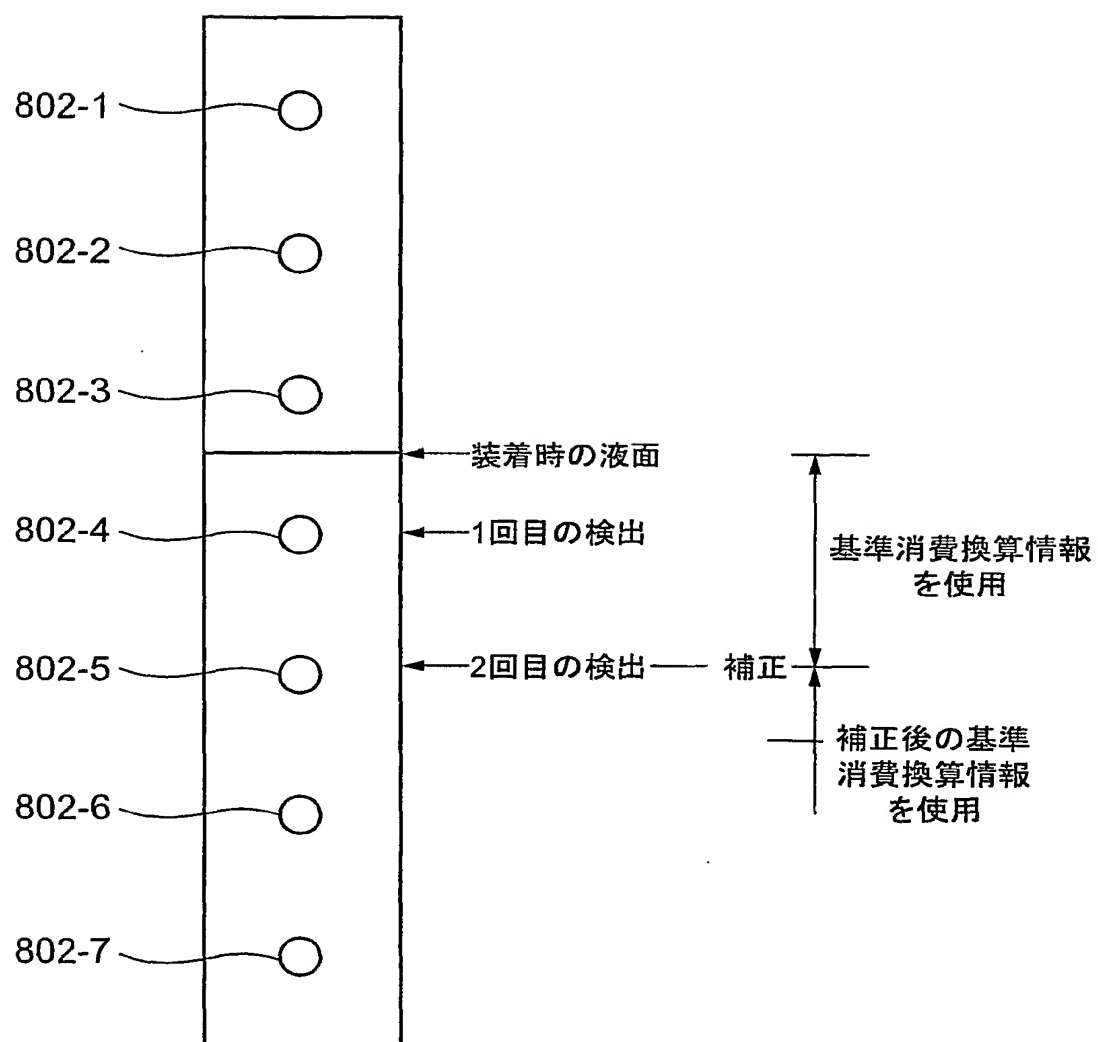 802-1
802-2
802-3
装着時の液面
802-4
1回目の検出
基準消費換算情報
を使用
802-5
2回目の検出
補正
補正後の基準
消費換算情報
を使用
802-6
802-7